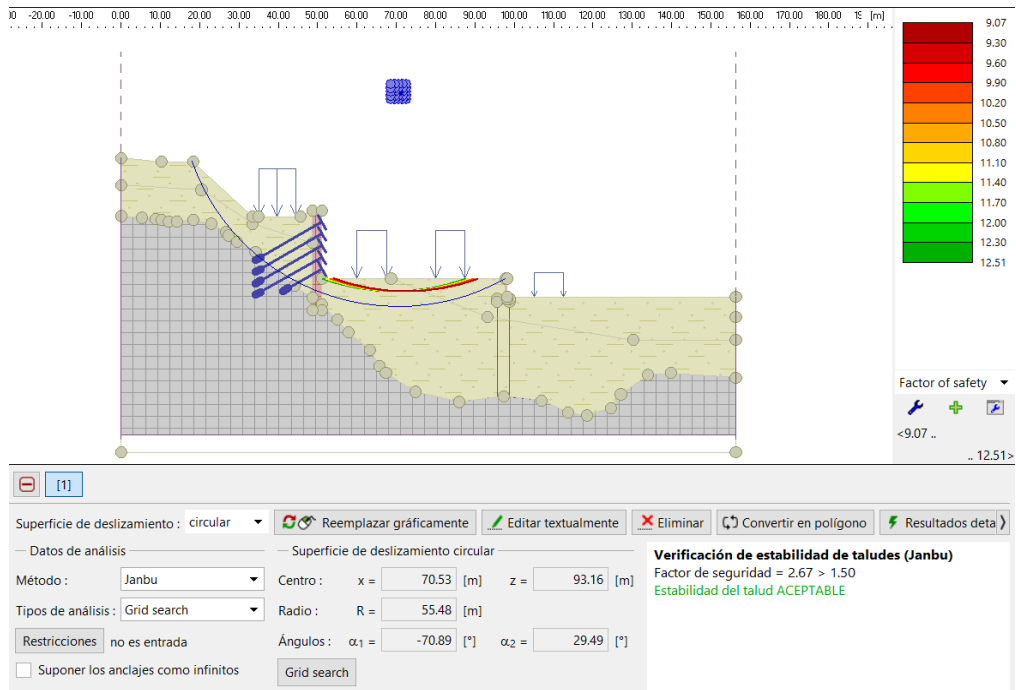 00 -20.00 -10.00 0.00 10.00 20.00 30.00 40.00 50.00 60.00 70.00 80.00 90.00 100.00 110.00 120.00 130.00 140.00 150.00 160.00 170.00 180.00 [m]
9.07
9.30
9.60
9.90
10.20
10.50
10.80
11.10
11.40
11.70
12.00
12.30
12.51
Factor of safety
<9.07 ..
.. 12.51>
[1]
Superficie de deslizamiento : circular Reemplazar gráficamente Editar textualmente Eliminar Convertir en polígono Resultados deta
Datos de análisis
Método : Janbu
Tipos de análisis : Grid search
Restricciones no es entrada
Suponer los anclajes como infinitos
Superficie de deslizamiento circular
Centro : x = 70.53 [m] z = 93.16 [m]
Radio : R = 55.48 [m]
Ángulos : α1 = -70.89 [°] α2 = 29.49 [°]
Grid search
Verificación de estabilidad de taludes (Janbu)
Factor de seguridad = 2.67 > 1.50
Estabilidad del talud ACEPTABLE